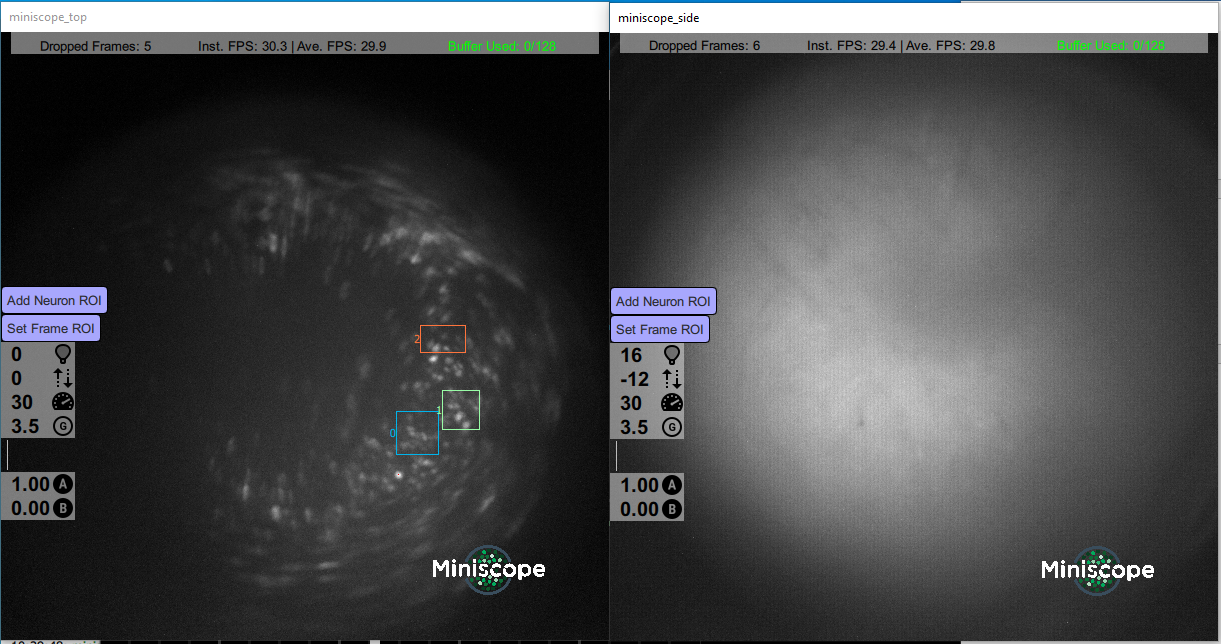 miniscope_top
Dropped Frames: 5 Inst. FPS: 30.3 | Ave. FPS: 29.9 Buffer Used: 0/128
Add Neuron ROI
Set Frame ROI
0
0
30
3.5 G
1.00 A
0.00 B
2
1
0
Miniscope
miniscope_side
Dropped Frames: 6 Inst. FPS: 29.4 | Ave. FPS: 29.8 Buffer Used: 0/128
Add Neuron ROI
Set Frame ROI
16
-12
30
3.5 G
1.00 A
0.00 B
Miniscope